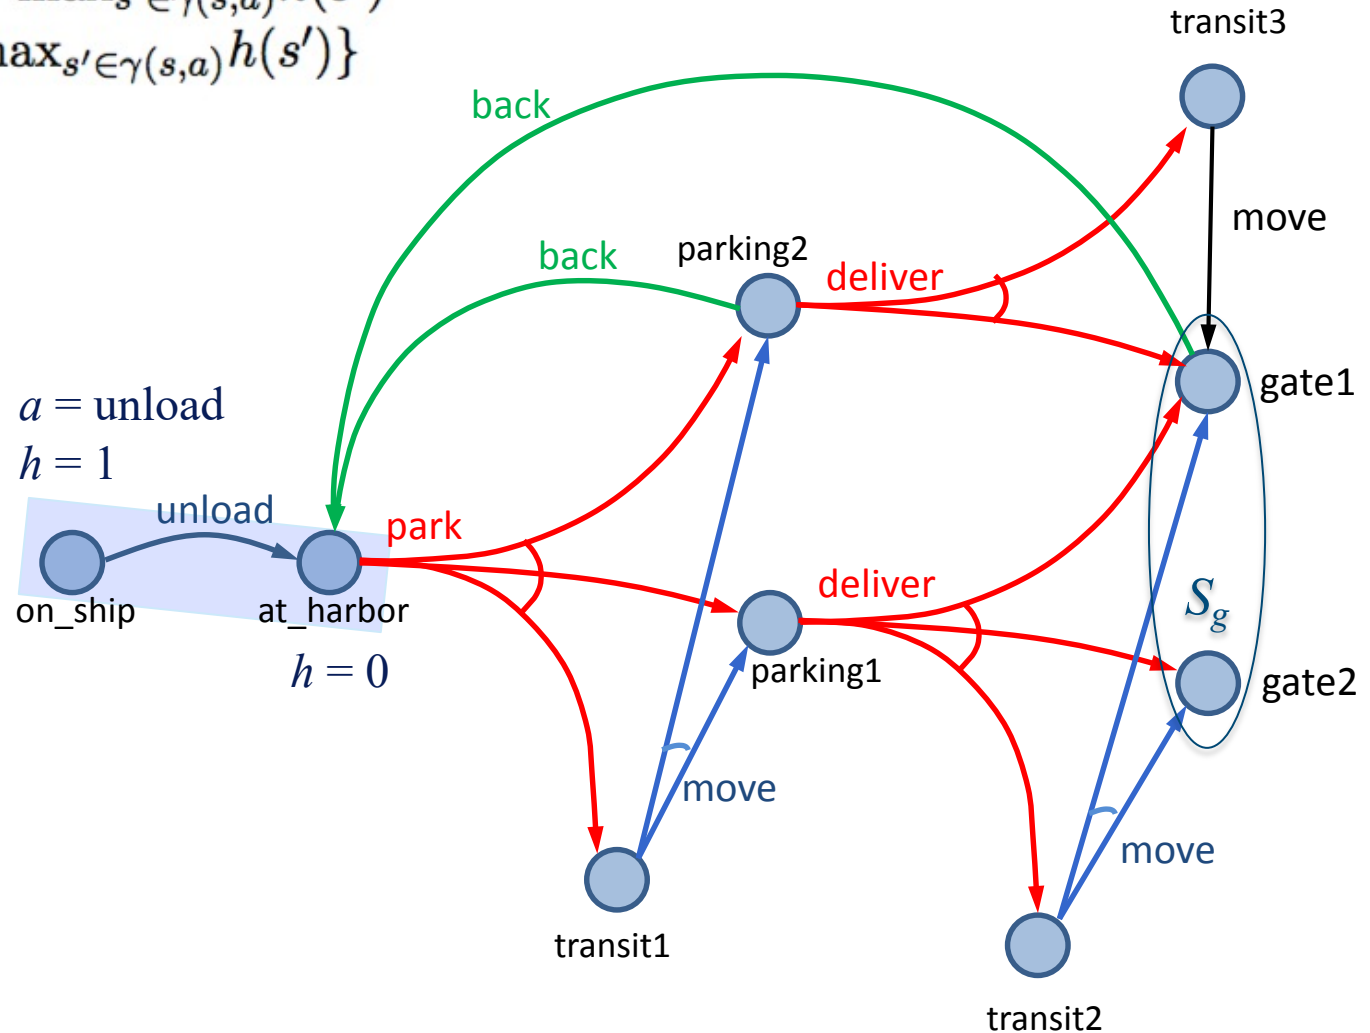 max_{s'∈γ(s,a)} h(s')}
transit3
back
move
parking2
back
deliver
gate1
a = unload
h = 1
unload
park
deliver
S_g
on_ship
at_harbor
h = 0
parking1
gate2
move
move
transit1
transit2